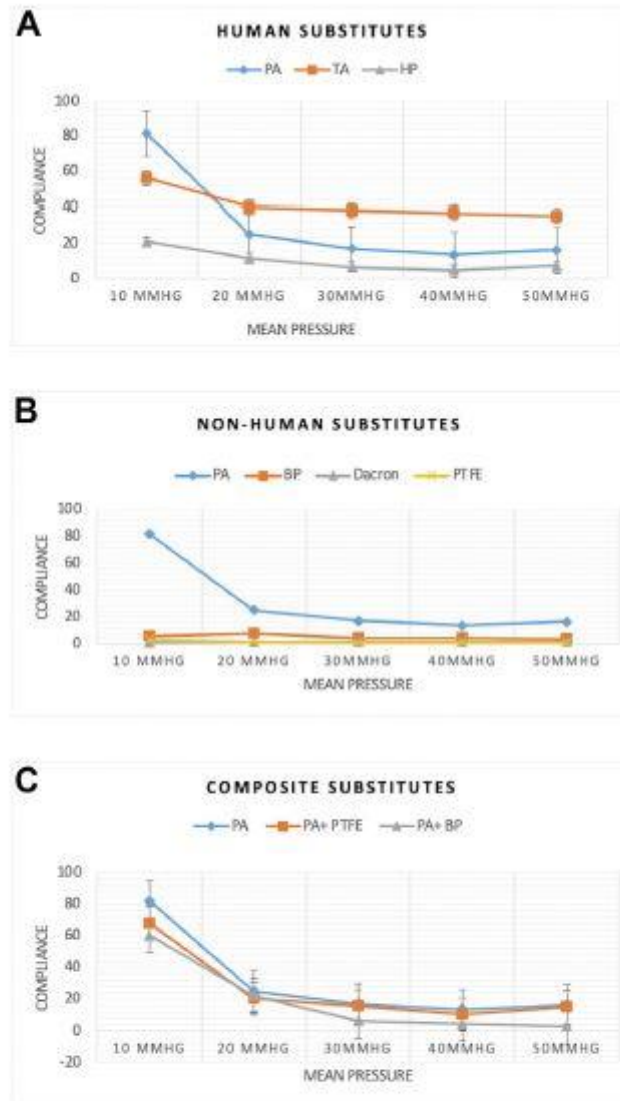 A
HUMAN SUBSTITUTES
PA TA HP
100
80
60
40
20
0
COMPLIANCE
10 MMHG 20 MMHG 30MMHG 40MMHG 50MMHG
MEAN PRESSURE
B
NON-HUMAN SUBSTITUTES
PA BP Dacron PTFE
100
80
60
40
20
0
COMPLIANCE
10 MMHG 20 MMHG 30MMHG 40MMHG 50MMHG
MEAN PRESSURE
C
COMPOSITE SUBSTITUTES
PA PA+ PTFE PA+ BP
100
80
60
40
20
0
-20
COMPLIANCE
10 MMHG 20 MMHG 30MMHG 40MMHG 50MMHG
MEAN PRESSURE